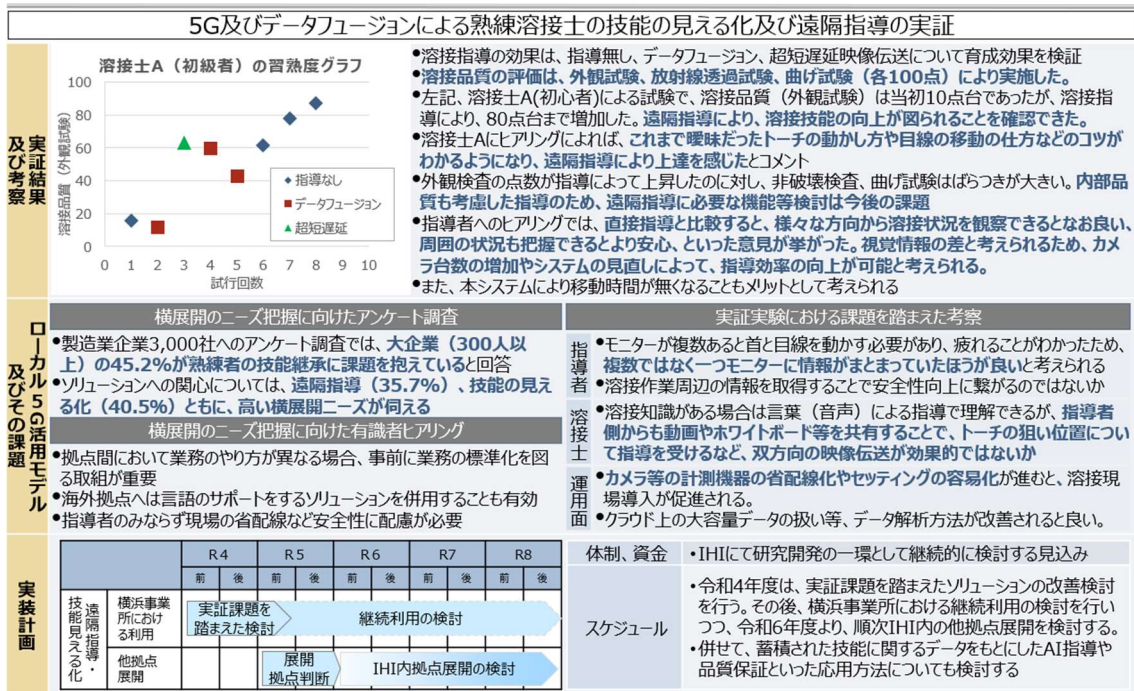 5G及びデータフュージョンによる熟練溶接士の技能の見える化及び遠隔指導の実証
実証結果
及び考察
溶接士A（初級者）の習熟度グラフ
溶接品質（外観試験）
100
80
60
40
20
0
0 1 2 3 4 5 6 7 8 9 10
試行回数
指導なし
データフュージョン
超短遅延
●溶接指導の効果は、指導無し、データフュージョン、超短遅延映像伝送について育成効果を検証
●溶接品質の評価は、外観試験、放射線透過試験、曲げ試験（各100点）により実施した。
●左記、溶接士A(初心者)による試験で、溶接品質（外観試験）は当初10点台であったが、溶接指
導により、80点台まで増加した。遠隔指導により、溶接技能の向上が図られることを確認できた。
●溶接士Aにヒアリングによれば、これまで曖昧だったトーチの動かし方や目線の移動の仕方などのコツが
わかるようになり、遠隔指導により上達を感じたとコメント
●外観検査の点数が指導によって上昇したのに対し、非破壊検査、曲げ試験はばらつきが大きい。内部
品質も考慮した指導のため、遠隔指導に必要な機能等検討は今後の課題
●指導者へのヒアリングでは、直接指導と比較すると、様々な方向から溶接状況を観察できるとなお良い、
周囲の状況も把握できるとより安心、といった意見が挙がった。視覚情報の差と考えられるため、カメ
ラ台数の増加やシステムの見直しによって、指導効率の向上が可能と考えられる。
●また、本システムにより移動時間が無くなることもメリットとして考えられる
ローカル5G活用モデル
及びその課題
横展開のニーズ把握に向けたアンケート調査
●製造業企業3,000社へのアンケート調査では、大企業（300人以
上）の45.2%が熟練者の技能継承に課題を抱えていると回答
●ソリューションへの関心については、遠隔指導（35.7%）、技能の見え
る化（40.5%）ともに、高い横展開ニーズが伺える
横展開のニーズ把握に向けた有識者ヒアリング
●拠点間において業務のやり方が異なる場合、事前に業務の標準化を図
る取組が重要
●海外拠点へは言語のサポートをするソリューションを併用することも有効
●指導者のみならず現場の省配線など安全性に配慮が必要
実証実験における課題を踏まえた考察
指導者
●モニターが複数あると首と目線を動かす必要があり、疲れることがわかったため、
複数ではなく一つモニターに情報がまとまっていたほうが良いと考えられる
●溶接作業周辺の情報を取得することで安全性向上に繋がるのではないか
溶接士
●溶接知識がある場合は言葉（音声）による指導で理解できるが、指導者
側からも動画やホワイトボード等を共有することで、トーチの狙い位置につい
て指導を受けるなど、双方向の映像伝送が効果的ではないか
運用面
●カメラ等の計測機器の省配線化やセッティングの容易化が進むと、溶接現
場導入が促進される。
●クラウド上の大容量データの扱い等、データ解析方法が改善されると良い。
実装計画
R4 R5 R6 R7 R8
前 後 前 後 前 後 前 後 前 後
遠隔指導・
技能見える化
横浜事業
所におけ
る利用
実証課題を
踏まえた検討
継続利用の検討
他拠点
展開
展開
拠点判断
IHI内拠点展開の検討
体制、資金
・IHIにて研究開発の一環として継続的に検討する見込み
スケジュール
●令和4年度は、実証課題を踏まえたソリューションの改善検討
を行う。その後、横浜事業所における継続利用の検討を行い
つつ、令和6年度より、順次IHI内の他拠点展開を検討する。
●併せて、蓄積された技能に関するデータをもとにしたAI指導や
品質保証といった応用方法についても検討する